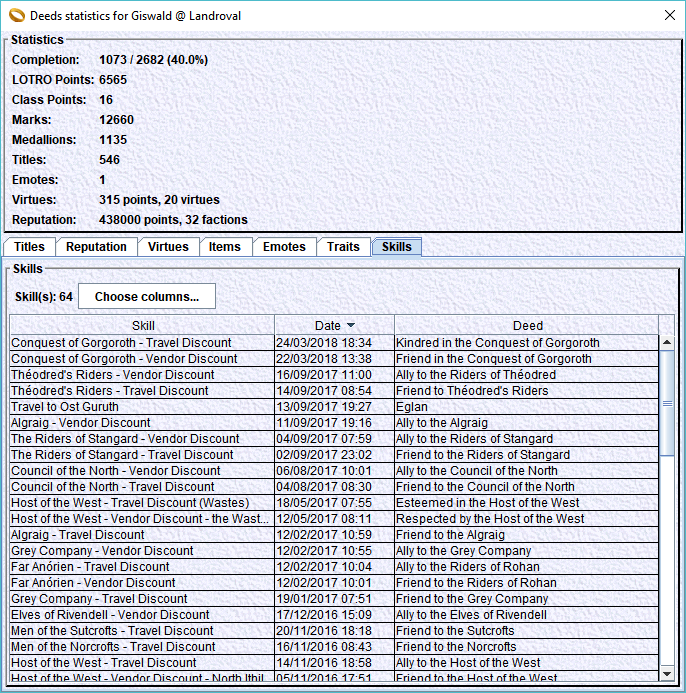 Deeds statistics for Giswald @ Landroval
Statistics
Completion: 1073 / 2682 (40.0%)
LOTRO Points: 6565
Class Points: 16
Marks: 12660
Medallions: 1135
Titles: 546
Emotes: 1
Virtues: 315 points, 20 virtues
Reputation: 438000 points, 32 factions
Titles Reputation Virtues Items Emotes Traits Skills
Skills
Skill(s): 64 Choose columns...
Skill Date Deed
Conquest of Gorgoroth - Travel Discount 24/03/2018 18:34 Kindred in the Conquest of Gorgoroth
Conquest of Gorgoroth - Vendor Discount 22/03/2018 13:38 Friend in the Conquest of Gorgoroth
Théodred's Riders - Vendor Discount 16/09/2017 11:00 Ally to the Riders of Théodred
Théodred's Riders - Travel Discount 14/09/2017 08:54 Friend to Théodred's Riders
Travel to Ost Guruth 13/09/2017 19:27 Eglan
Algraig - Vendor Discount 11/09/2017 19:16 Ally to the Algraig
The Riders of Stangard - Vendor Discount 04/09/2017 07:59 Ally to the Riders of Stangard
The Riders of Stangard - Travel Discount 02/09/2017 23:02 Friend to the Riders of Stangard
Council of the North - Vendor Discount 06/08/2017 10:01 Ally to the Council of the North
Council of the North - Travel Discount 04/08/2017 08:30 Friend to the Council of the North
Host of the West - Travel Discount (Wastes) 18/05/2017 07:55 Esteemed in the Host of the West
Host of the West - Vendor Discount - the Wast... 12/05/2017 08:11 Respected by the Host of the West
Algraig - Travel Discount 12/02/2017 10:59 Friend to the Algraig
Grey Company - Vendor Discount 12/02/2017 10:55 Ally to the Grey Company
Far Anórien - Travel Discount 12/02/2017 10:04 Ally to the Riders of Rohan
Far Anórien - Vendor Discount 12/02/2017 10:01 Friend to the Riders of Rohan
Grey Company - Travel Discount 19/01/2017 07:51 Friend to the Grey Company
Elves of Rivendell - Vendor Discount 17/12/2016 15:09 Ally to the Elves of Rivendell
Men of the Sutcrofts - Travel Discount 20/11/2016 18:18 Friend to the Sutcrofts
Men of the Norcrofts - Travel Discount 16/11/2016 08:43 Friend to the Norcrofts
Host of the West - Travel Discount 14/11/2016 18:58 Ally to the Host of the West
Host of the West - Vendor Discount - North Ithil... 05/11/2016 17:51 Friend to the Host of the West